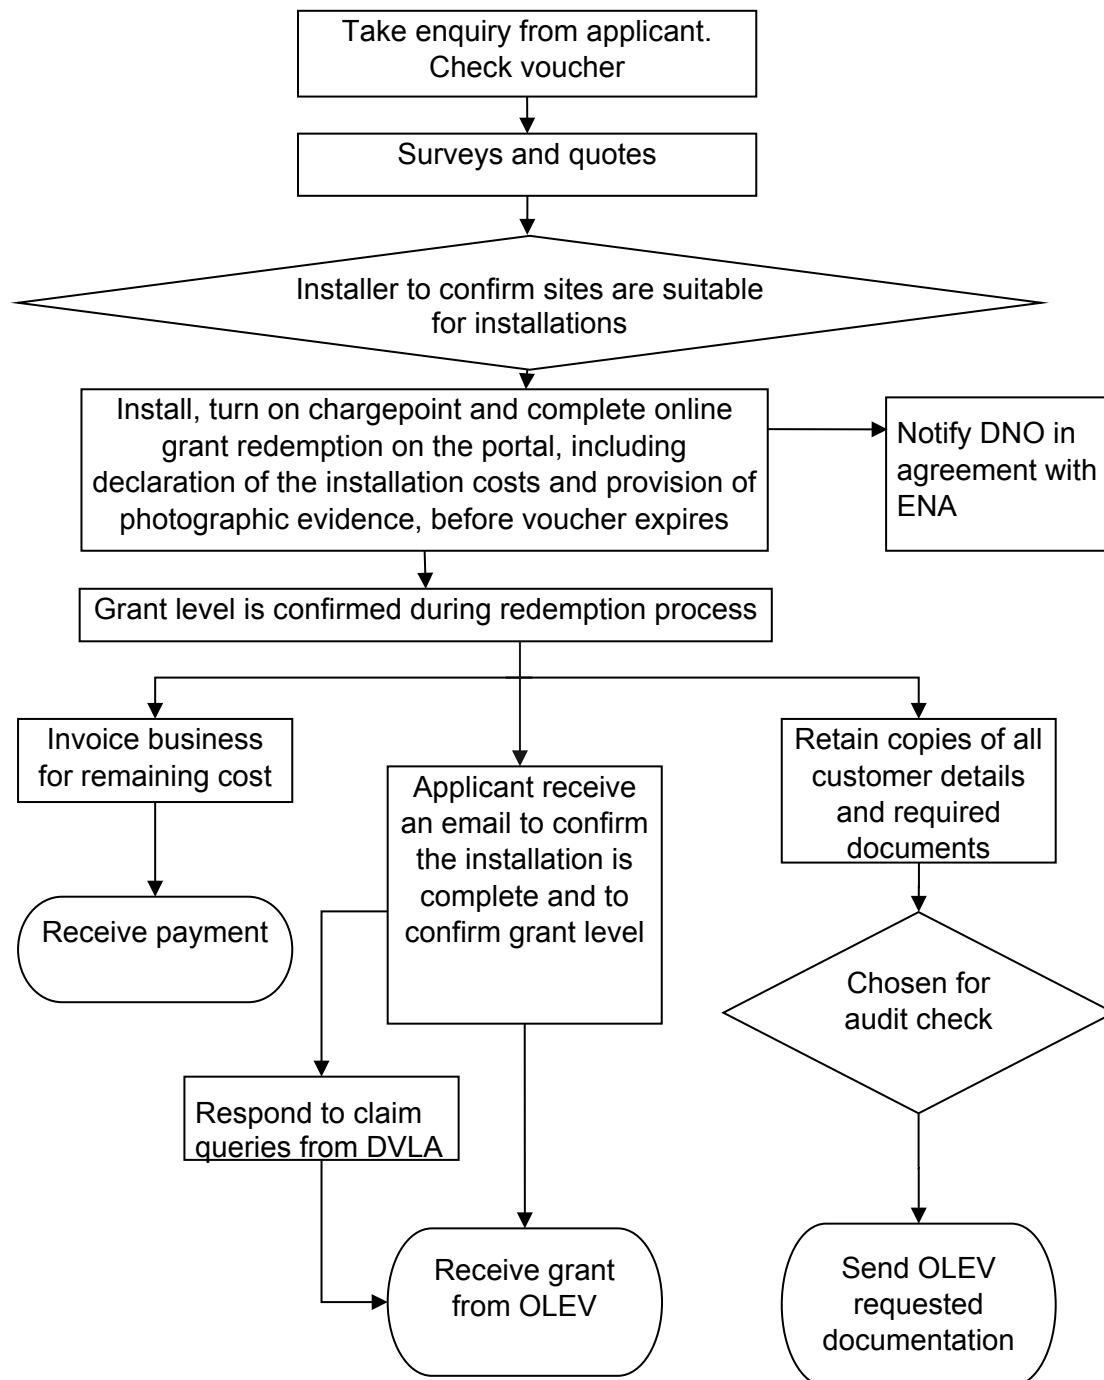 Take enquiry from applicant.
Check voucher
Surveys and quotes
Installer to confirm sites are suitable
for installations
Install, turn on chargepoint and complete online
grant redemption on the portal, including
declaration of the installation costs and provision of
photographic evidence, before voucher expires
Notify DNO in
agreement with
ENA
Grant level is confirmed during redemption process
Invoice business
for remaining cost
Receive payment
Applicant receive
an email to confirm
the installation is
complete and to
confirm grant level
Respond to claim
queries from DVLA
Receive grant
from OLEV
Retain copies of all
customer details
and required
documents
Chosen for
audit check
Send OLEV
requested
documentation